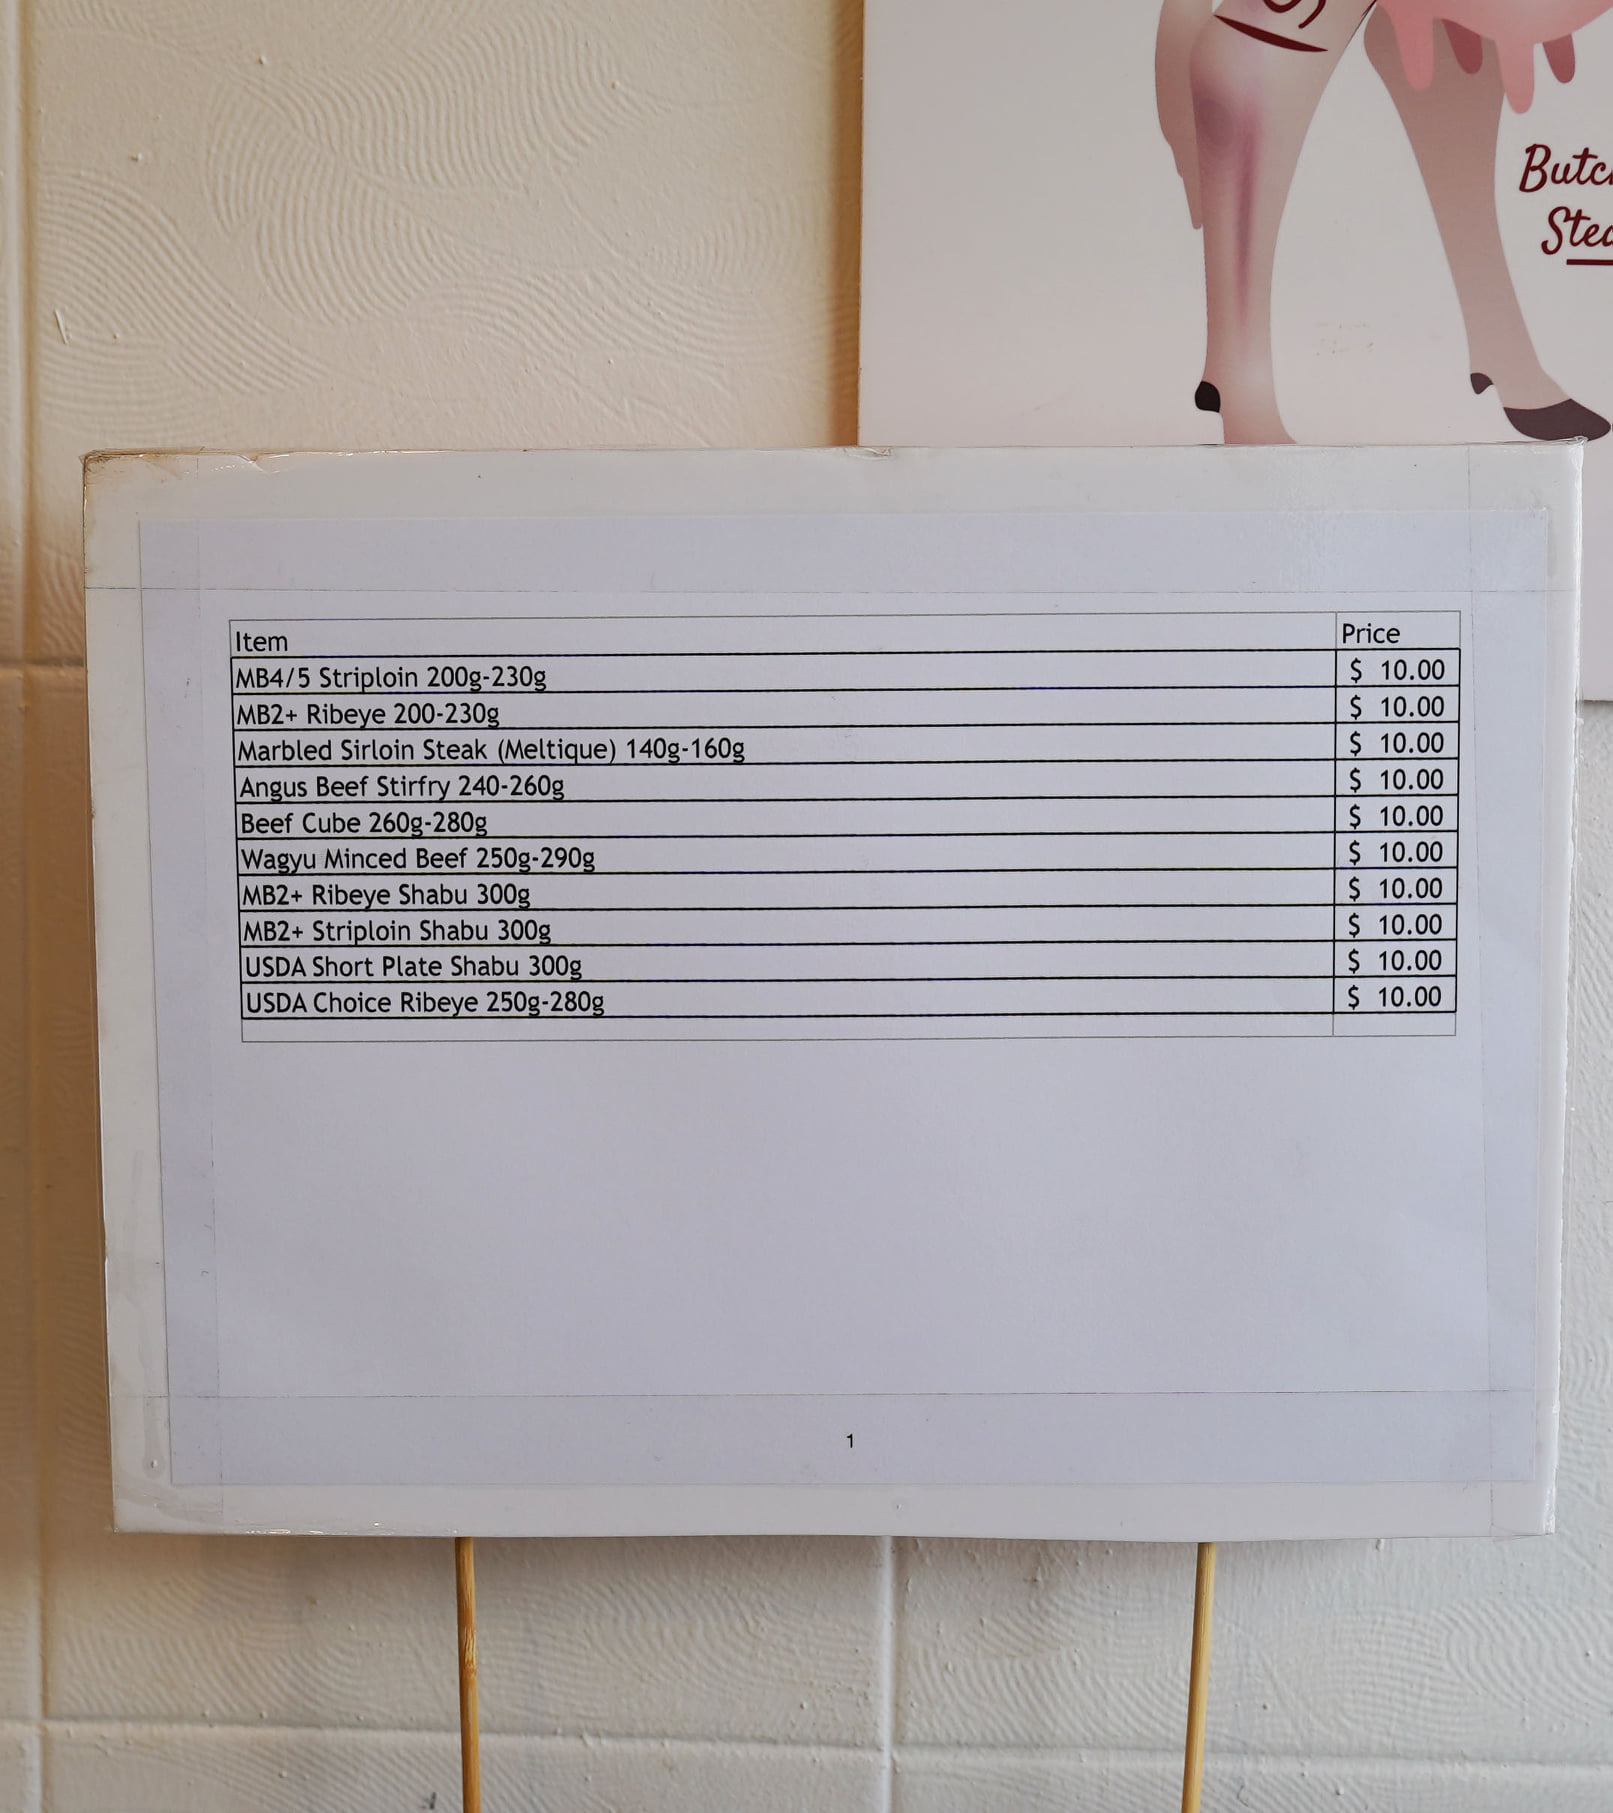 Item Price
MB4/5 Striploin 200g-230g $ 10.00
MB2+ Ribeye 200-230g $ 10.00
Marbled Sirloin Steak (Meltique) 140g-160g $ 10.00
Angus Beef Stirfry 240-260g $ 10.00
Beef Cube 260g-280g $ 10.00
Wagyu Minced Beef 250g-290g $ 10.00
MB2+ Ribeye Shabu 300g $ 10.00
MB2+ Striploin Shabu 300g $ 10.00
USDA Short Plate Shabu 300g $ 10.00
USDA Choice Ribeye 250g-280g $ 10.00
1